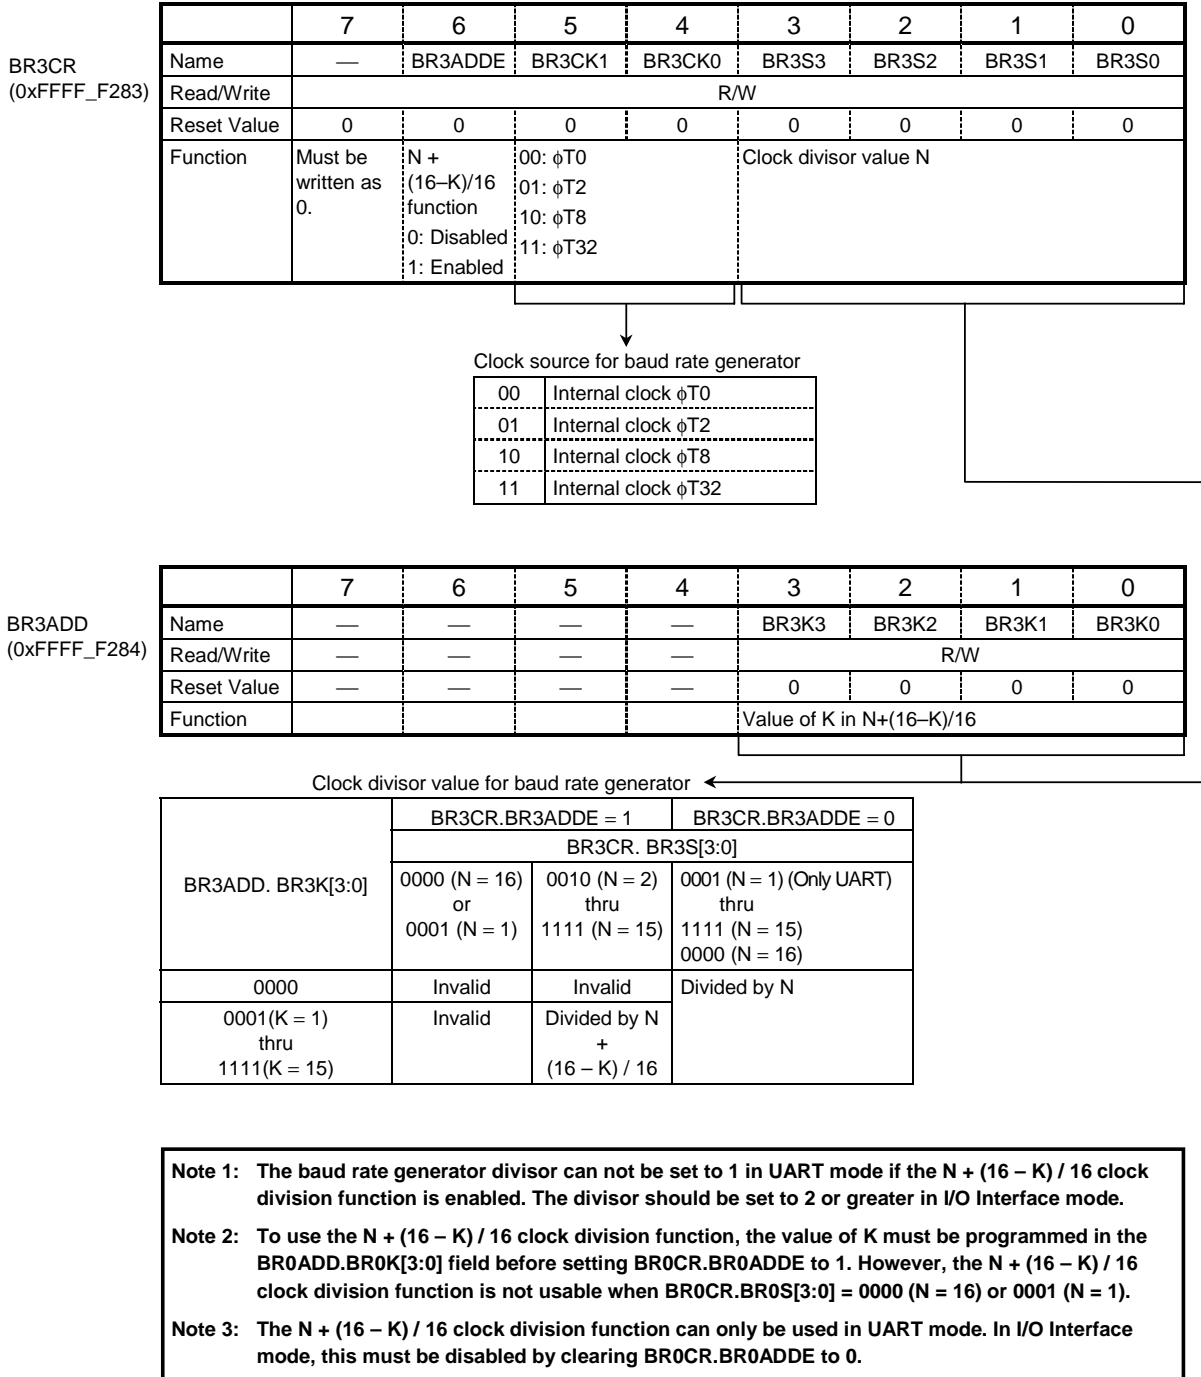 7 6 5 4 3 2 1 0
BR3CR
(0xFFFF_F283)
Name — BR3ADDE BR3CK1 BR3CK0 BR3S3 BR3S2 BR3S1 BR3S0
Read/Write R/W
Reset Value 0 0 0 0 0 0 0 0
Function Must be written as 0. N + (16–K)/16 function 0: Disabled 1: Enabled 00: ϕT0 01: ϕT2 10: ϕT8 11: ϕT32 Clock divisor value N
Clock source for baud rate generator
00 Internal clock ϕT0
01 Internal clock ϕT2
10 Internal clock ϕT8
11 Internal clock ϕT32
7 6 5 4 3 2 1 0
BR3ADD
(0xFFFF_F284)
Name — — — — BR3K3 BR3K2 BR3K1 BR3K0
Read/Write — — — — R/W
Reset Value — — — — 0 0 0 0
Function Value of K in N+(16–K)/16
Clock divisor value for baud rate generator
BR3CR.BR3ADDE = 1 BR3CR.BR3ADDE = 0
BR3CR. BR3S[3:0]
BR3ADD. BR3K[3:0] 0000 (N = 16) or 0001 (N = 1) 0010 (N = 2) thru 1111 (N = 15) 0001 (N = 1) (Only UART) thru 1111 (N = 15) 0000 (N = 16)
0000 Invalid Invalid Divided by N
0001(K = 1) thru 1111(K = 15) Invalid Divided by N + (16 – K) / 16
Note 1: The baud rate generator divisor can not be set to 1 in UART mode if the N + (16 – K) / 16 clock
division function is enabled. The divisor should be set to 2 or greater in I/O Interface mode.
Note 2: To use the N + (16 – K) / 16 clock division function, the value of K must be programmed in the
BR0ADD.BR0K[3:0] field before setting BR0CR.BR0ADDE to 1. However, the N + (16 – K) / 16
clock division function is not usable when BR0CR.BR0S[3:0] = 0000 (N = 16) or 0001 (N = 1).
Note 3: The N + (16 – K) / 16 clock division function can only be used in UART mode. In I/O Interface
mode, this must be disabled by clearing BR0CR.BR0ADDE to 0.